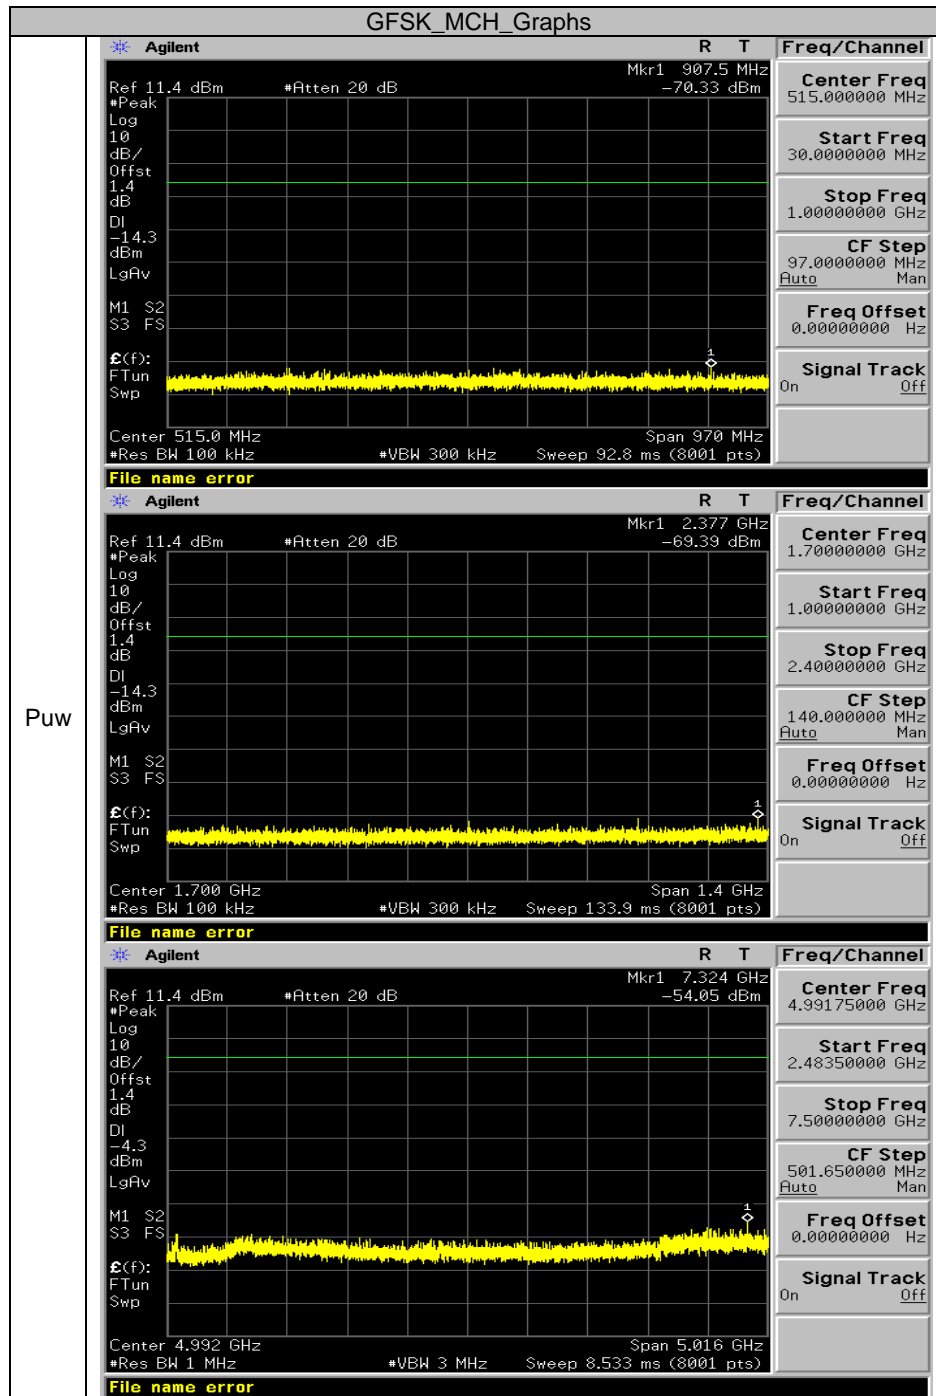 GFSK_MCH_Graphs
Puw
Agilent R T Freq/Channel
Mkr1 907.5 MHz
Ref 11.4 dBm #Atten 20 dB -70.33 dBm
#Peak
Log
10
dB/
Offst
1.4
dB
DI
-14.3
dBm
LgAv
M1 S2
S3 FS
£(f):
FTun
Swp
1
Center 515.0 MHz Span 970 MHz
#Res BW 100 kHz #VBW 300 kHz Sweep 92.8 ms (8001 pts)
File name error
Center Freq
515.000000 MHz
Start Freq
30.0000000 MHz
Stop Freq
1.00000000 GHz
CF Step
97.0000000 MHz
Auto Man
Freq Offset
0.00000000 Hz
Signal Track
On Off
Agilent R T Freq/Channel
Mkr1 2.377 GHz
Ref 11.4 dBm #Atten 20 dB -69.39 dBm
#Peak
Log
10
dB/
Offst
1.4
dB
DI
-14.3
dBm
LgAv
M1 S2
S3 FS
£(f):
FTun
Swp
1
Center 1.700 GHz Span 1.4 GHz
#Res BW 100 kHz #VBW 300 kHz Sweep 133.9 ms (8001 pts)
File name error
Center Freq
1.70000000 GHz
Start Freq
1.00000000 GHz
Stop Freq
2.40000000 GHz
CF Step
140.000000 MHz
Auto Man
Freq Offset
0.00000000 Hz
Signal Track
On Off
Agilent R T Freq/Channel
Mkr1 7.324 GHz
Ref 11.4 dBm #Atten 20 dB -54.05 dBm
#Peak
Log
10
dB/
Offst
1.4
dB
DI
-4.3
dBm
LgAv
M1 S2
S3 FS
£(f):
FTun
Swp
1
Center 4.992 GHz Span 5.016 GHz
#Res BW 1 MHz #VBW 3 MHz Sweep 8.533 ms (8001 pts)
File name error
Center Freq
4.99175000 GHz
Start Freq
2.48350000 GHz
Stop Freq
7.50000000 GHz
CF Step
501.650000 MHz
Auto Man
Freq Offset
0.00000000 Hz
Signal Track
On Off